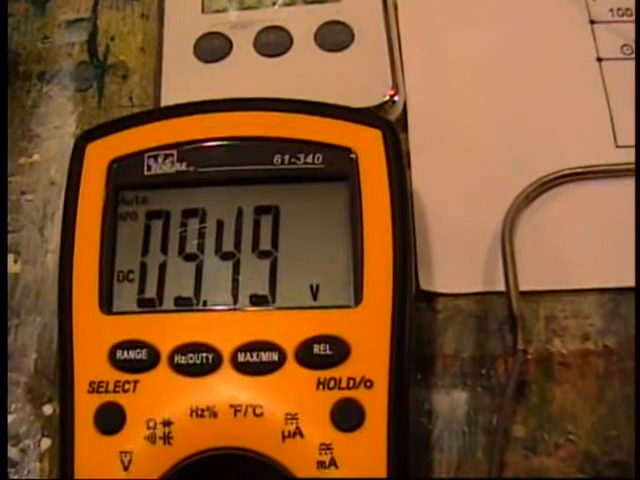 100
IDEAL
61-340
Auto
APO
DC 09.49 V
RANGE Hz/DUTY MAX/MIN REL
SELECT HOLD/
Hz% °F/°C
Ω
µA
V mA